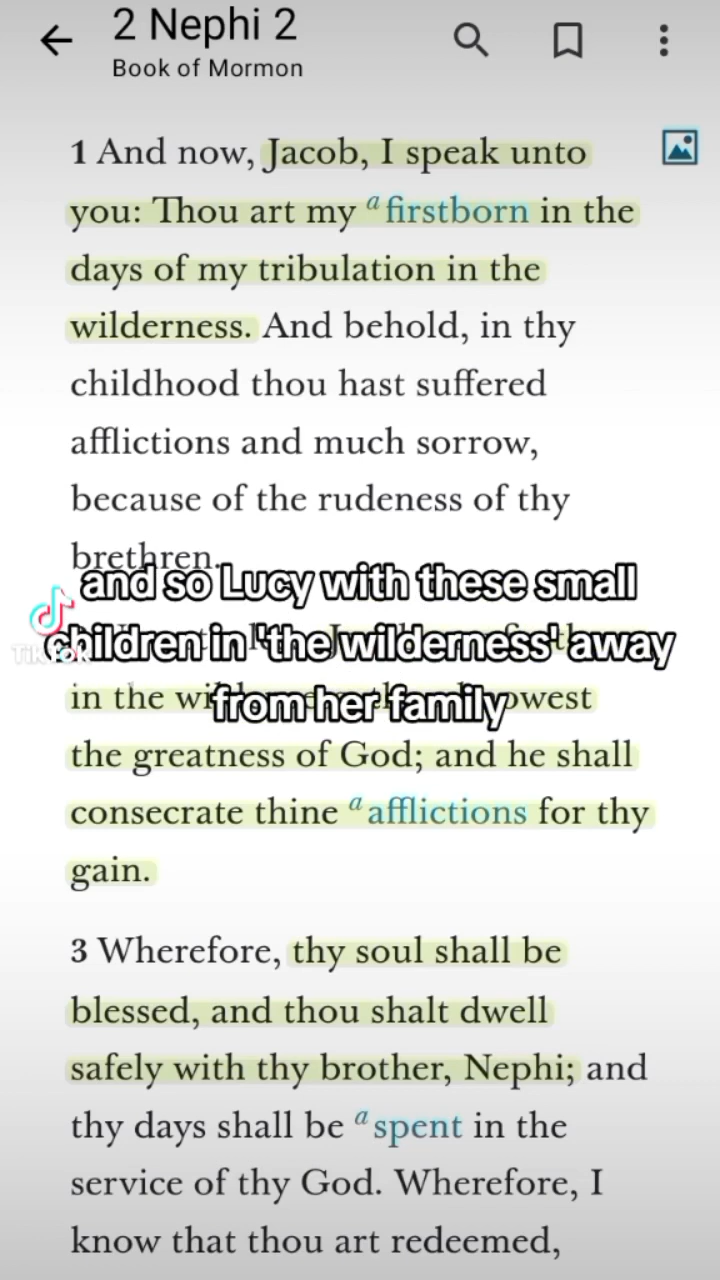 2 Nephi 2
Book of Mormon
1 And now, Jacob, I speak unto
you: Thou art my a firstborn in the
days of my tribulation in the
wilderness. And behold, in thy
childhood thou hast suffered
afflictions and much sorrow,
because of the rudeness of thy
brethren.
and so Lucy with these small
children in 'the wilderness' away
from her family
TikTok
in the
the greatness of God; and he shall
consecrate thine a afflictions for thy
gain.
3 Wherefore, thy soul shall be
blessed, and thou shalt dwell
safely with thy brother, Nephi; and
thy days shall be a spent in the
service of thy God. Wherefore, I
know that thou art redeemed,